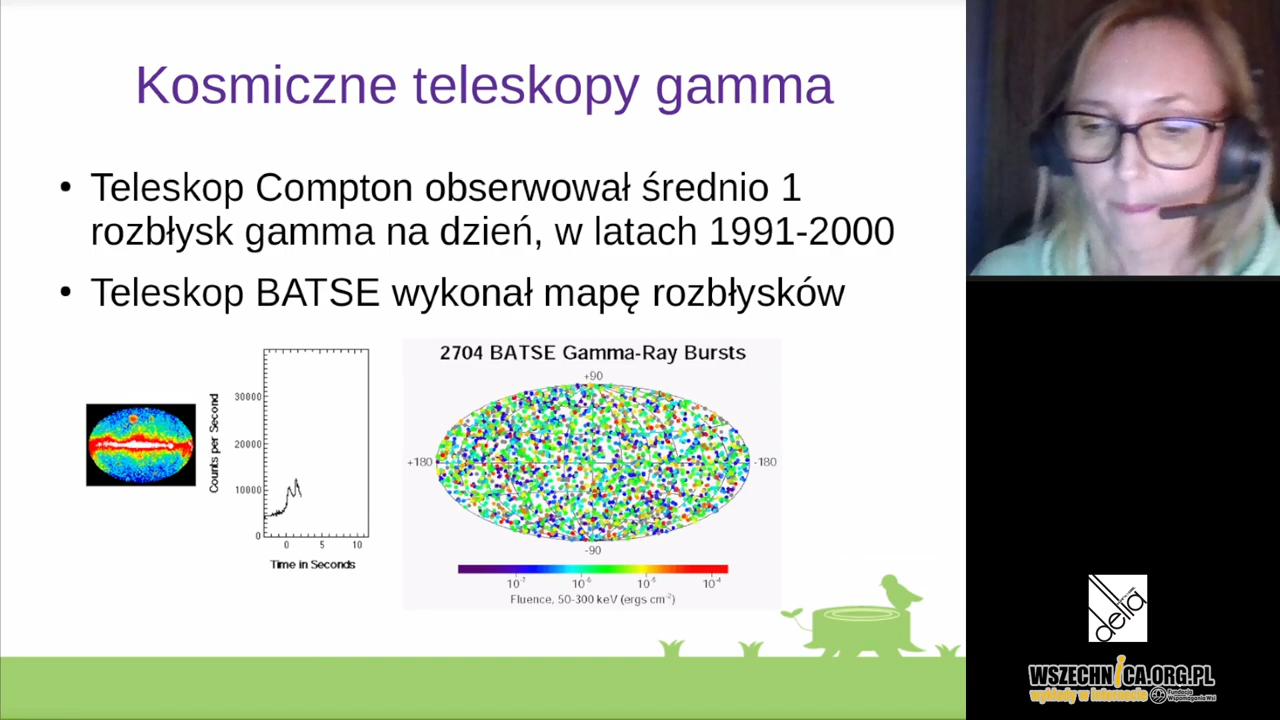 Kosmiczne teleskopy gamma
• Teleskop Compton obserwował średnio 1
rozbłysk gamma na dzień, w latach 1991-2000
• Teleskop BATSE wykonał mapę rozbłysków
Counts per Second
30000
20000
10000
0
0 5 10
Time in Seconds
2704 BATSE Gamma-Ray Bursts
+90
+180
-180
-90
10⁻⁷ 10⁻⁶ 10⁻⁵ 10⁻⁴
Fluence, 50-300 keV (ergs cm⁻²)
delta
WSZECHNICA.ORG.PL
wykłady w internecie
Fundacja
Wspomagania Wsi